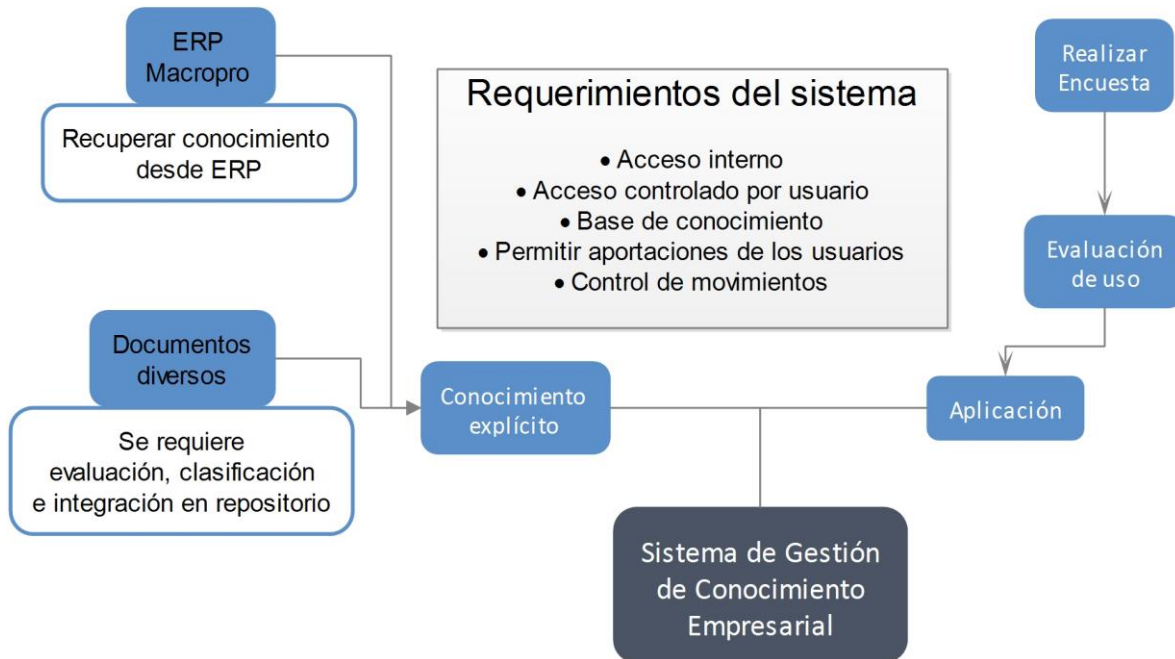 ERP
Macropro
Recuperar conocimiento
desde ERP
Requerimientos del sistema
• Acceso interno
• Acceso controlado por usuario
• Base de conocimiento
• Permitir aportaciones de los usuarios
• Control de movimientos
Realizar
Encuesta
Evaluación
de uso
Documentos
diversos
Se requiere
evaluación, clasificación
e integración en repositorio
Conocimiento
explícito
Aplicación
Sistema de Gestión
de Conocimiento
Empresarial